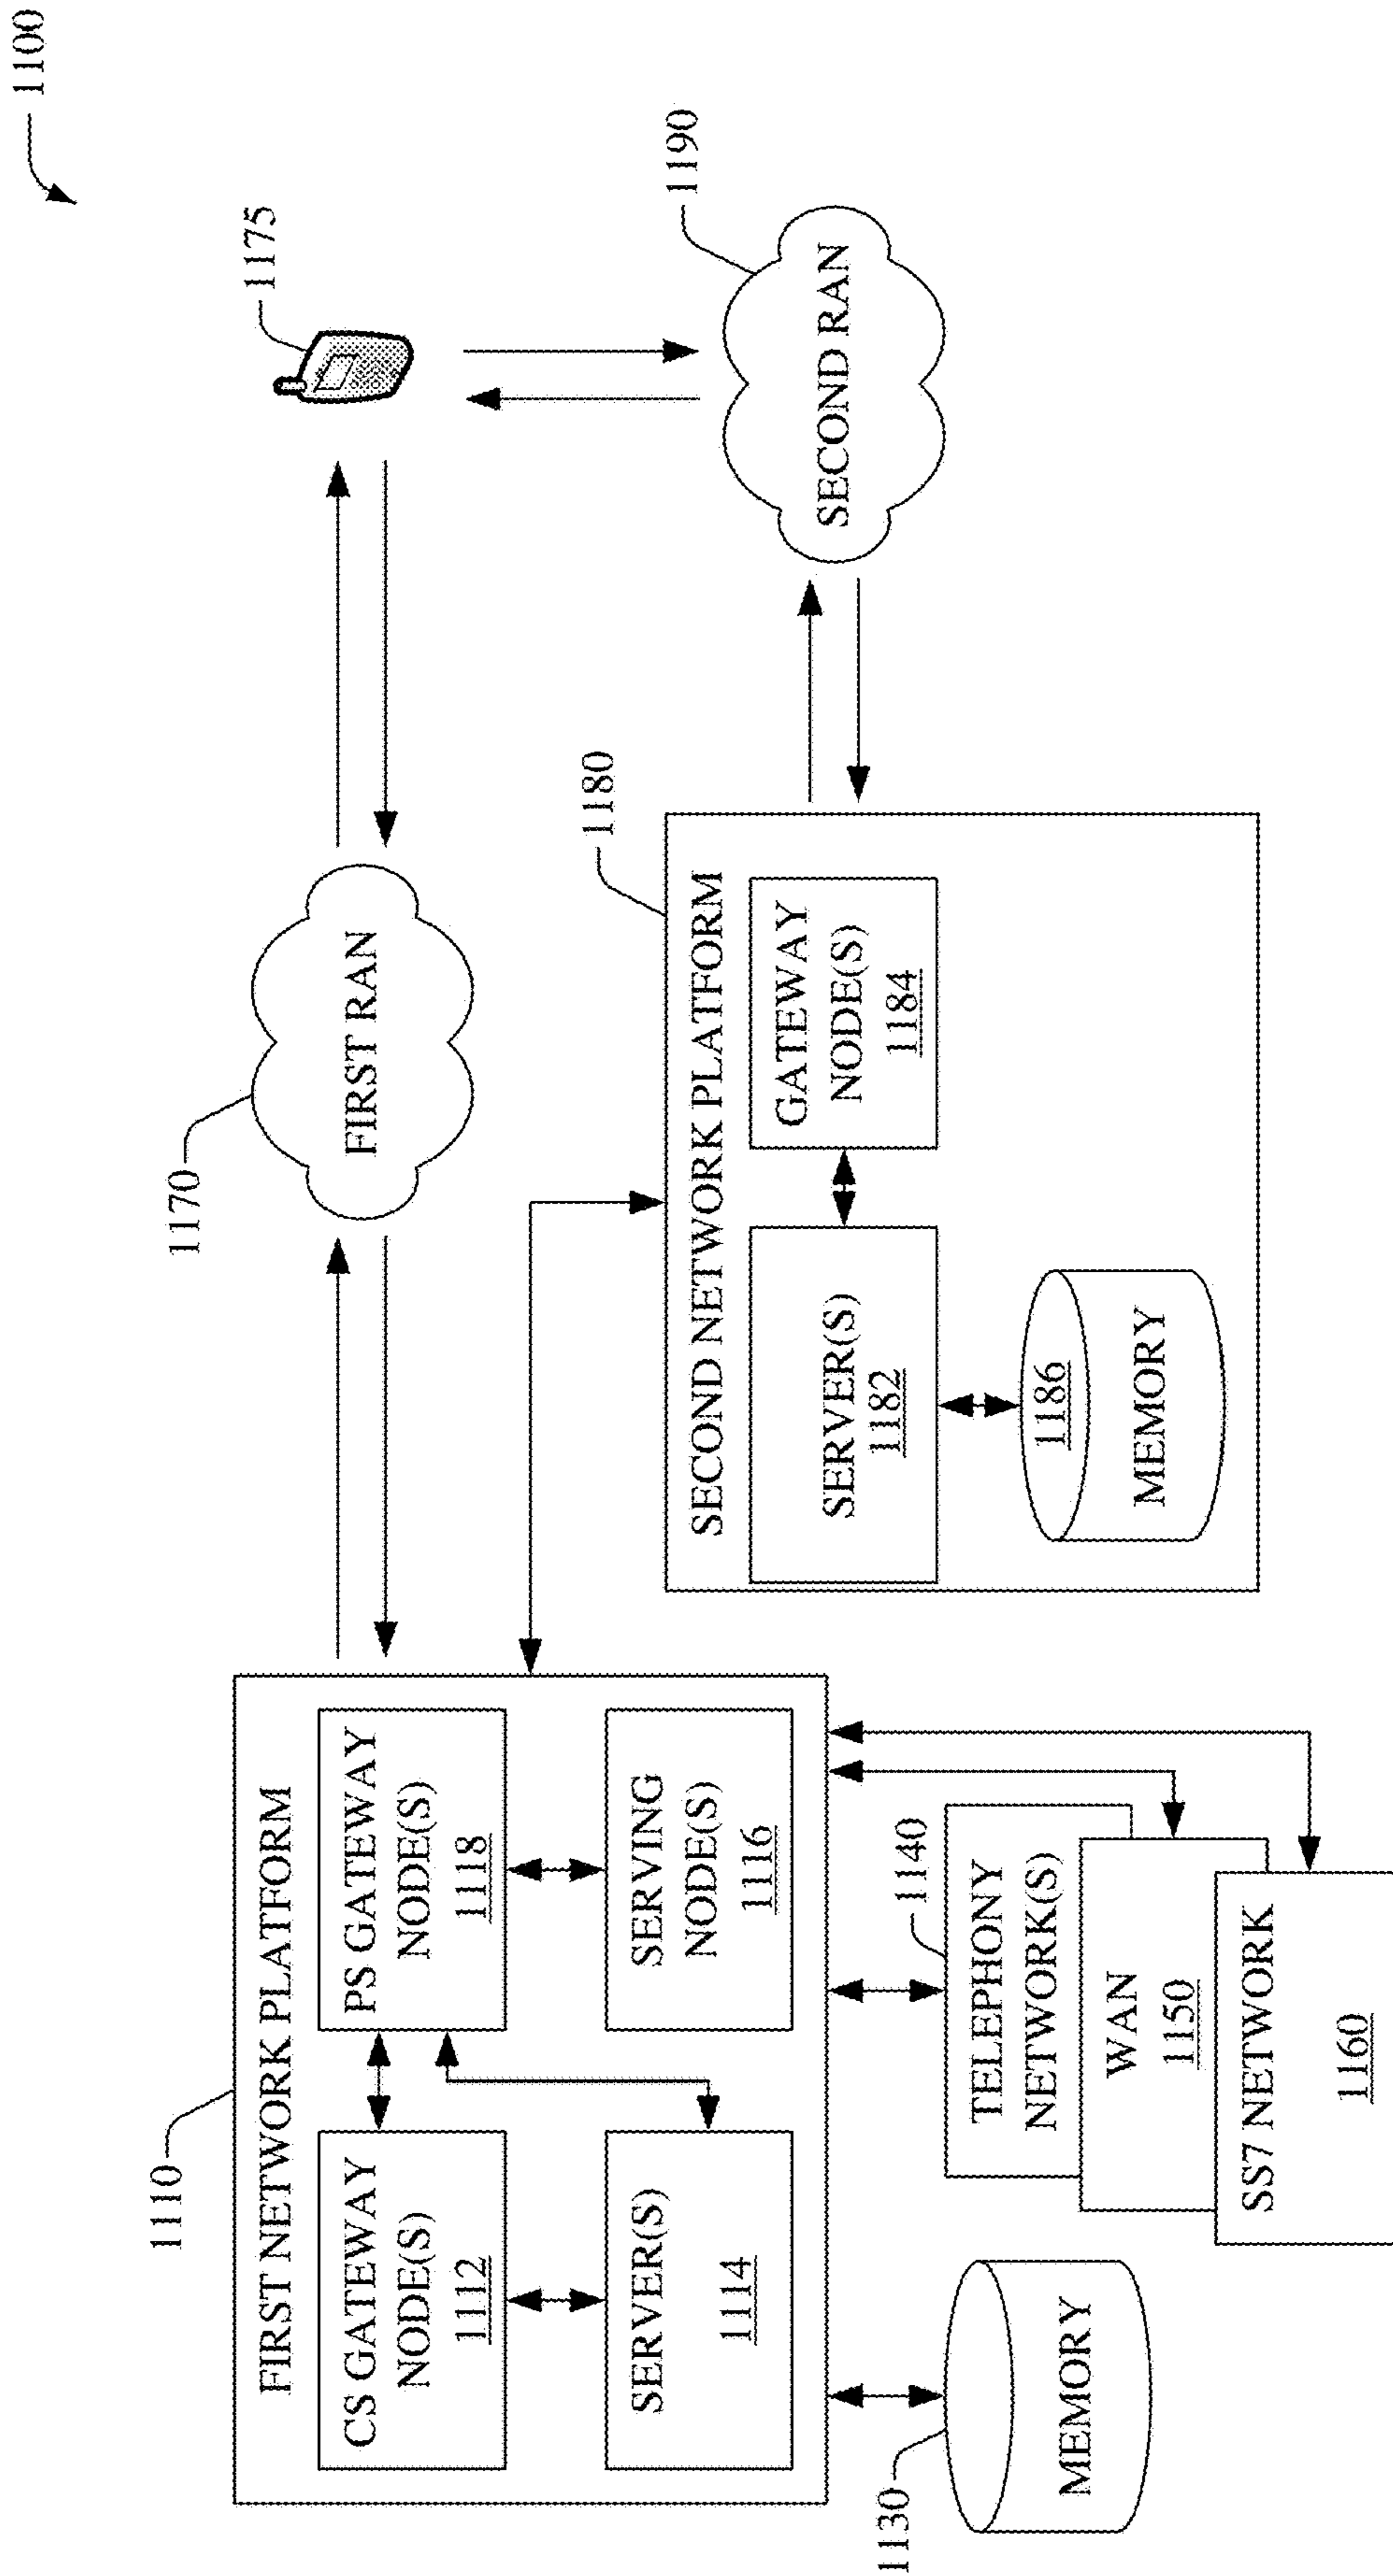 1100
1175
1170
FIRST RAN
1190
SECOND RAN
1110
FIRST NETWORK PLATFORM
CS GATEWAY
NODE(S)
1112
PS GATEWAY
NODE(S)
1118
SERVER(S)
1114
SERVING
NODE(S)
1116
1180
SECOND NETWORK PLATFORM
SERVER(S)
1182
GATEWAY
NODE(S)
1184
1186
MEMORY
1130
MEMORY
1140
TELEPHONY
NETWORK(S)
WAN
1150
SS7 NETWORK
1160